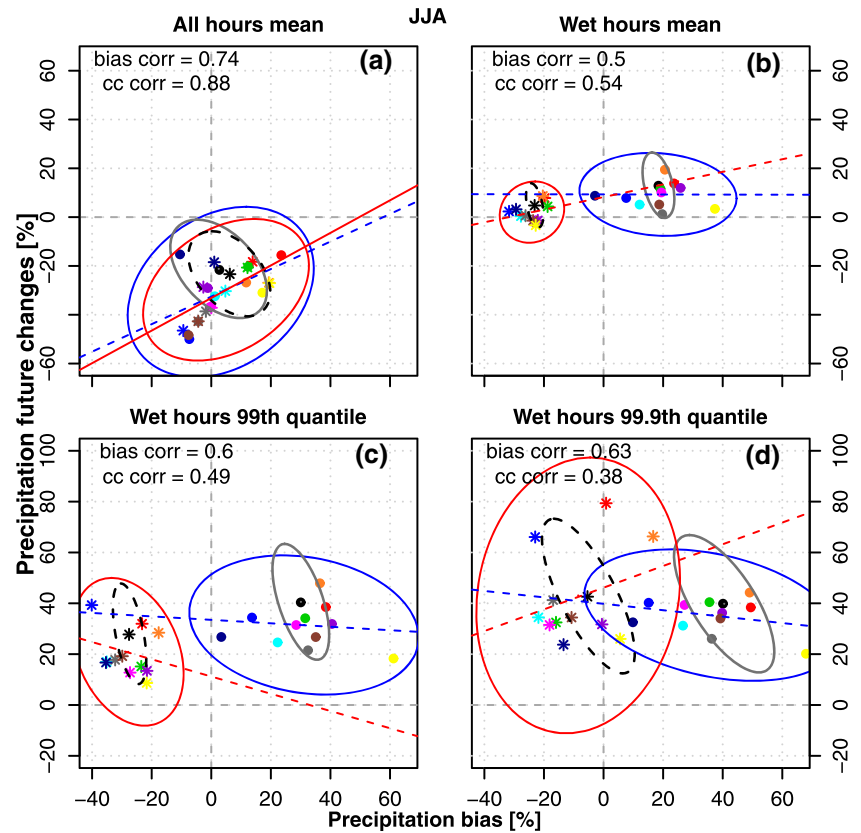 JJA
All hours mean
Wet hours mean
bias corr = 0.74
cc corr = 0.88
(a)
bias corr = 0.5
cc corr = 0.54
(b)
60
40
20
0
−20
−60
60
40
20
0
−20
−40
−60
Wet hours 99th quantile
Wet hours 99.9th quantile
bias corr = 0.6
cc corr = 0.49
(c)
bias corr = 0.63
cc corr = 0.38
(d)
100
80
60
40
20
0
−20
100
80
60
40
20
0
−20
−40
−20
0
20
40
60
−40
−20
0
20
40
60
Precipitation future changes [%]
Precipitation bias [%]